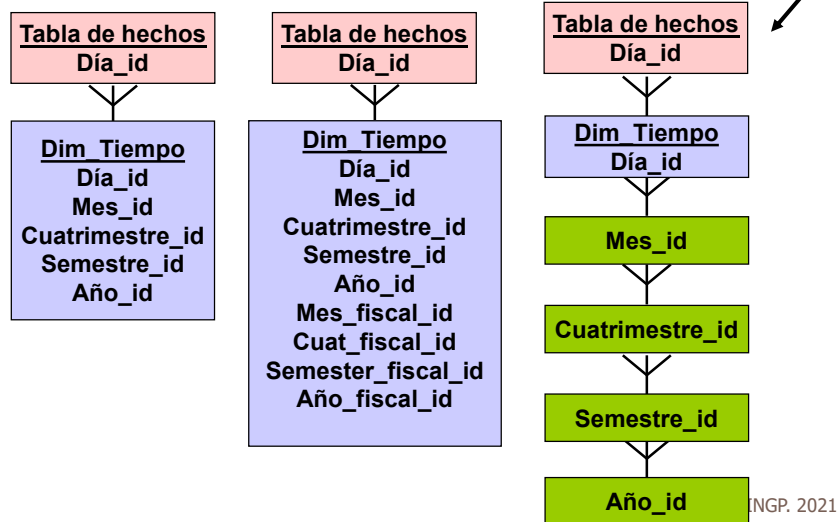 Tabla de hechos
Día_id
Dim_Tiempo
Día_id
Mes_id
Cuatrimestre_id
Semestre_id
Año_id
Tabla de hechos
Día_id
Dim_Tiempo
Día_id
Mes_id
Cuatrimestre_id
Semestre_id
Año_id
Mes_fiscal_id
Cuat_fiscal_id
Semester_fiscal_id
Año_fiscal_id
Tabla de hechos
Día_id
Dim_Tiempo
Día_id
Mes_id
Cuatrimestre_id
Semestre_id
Año_id
NGP. 2021